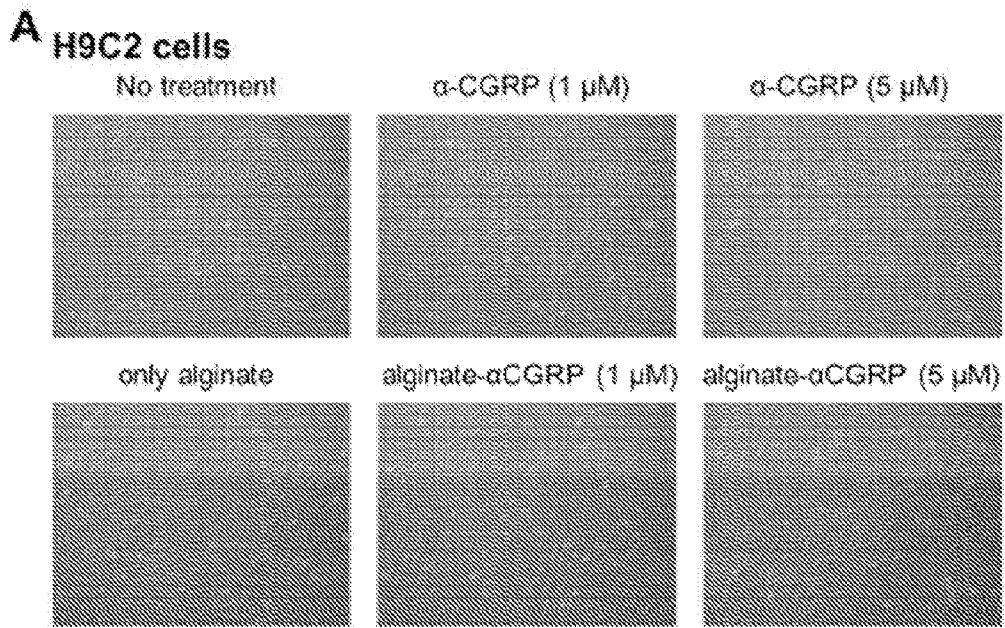 A
H9C2 cells
No treatment
α-CGRP (1 µM)
α-CGRP (5 µM)
only alginate
alginate-αCGRP (1 µM)
alginate-αCGRP (5 µM)